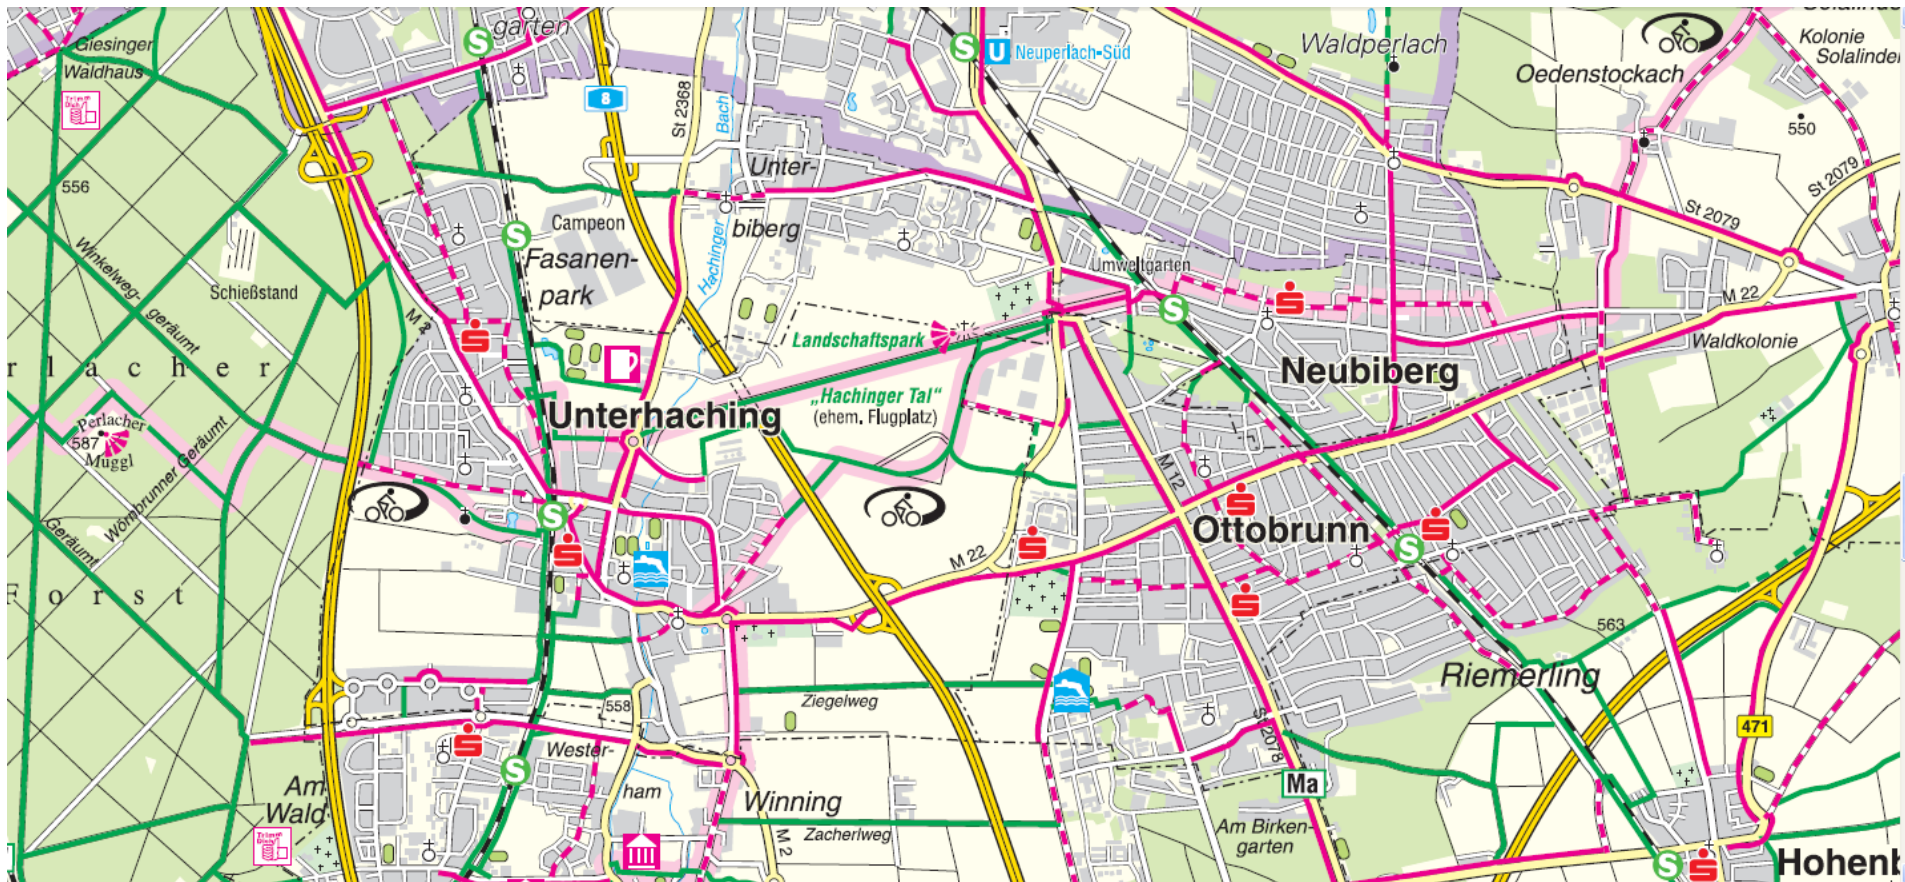 garten
Giesinger
Waldhaus
S
S
U Neuperlach-Süd
Waldperlach
Oedenstockach
Kolonie
Solalinden
8
St 2368
Bach
550
556
Unter-
biberg
St 2079
St 2079
Campeon
S
Fasanen-
park
Hachinger
Umweltgarten
Winkelweg-
geräumt
Schießstand
M 2
S
S
S
M 22
Landschaftspark
Waldkolonie
r l a c h e r
Neubiberg
„Hachinger Tal“
(ehem. Flugplatz)
Unterhaching
Perlacher
587
Muggl
Wörnbrunner Geräumt
M 12
Geräumt
S
S
S
S
S
S
Ottobrunn
M 22
S
F o r s t
563
Riemerling
558
Ziegelweg
St 2078
471
S
Wester-
ham
S
Am
Wald
Winning
Ma
M 2
Zacherlweg
Am Birken-
garten
S
S
Hohenb